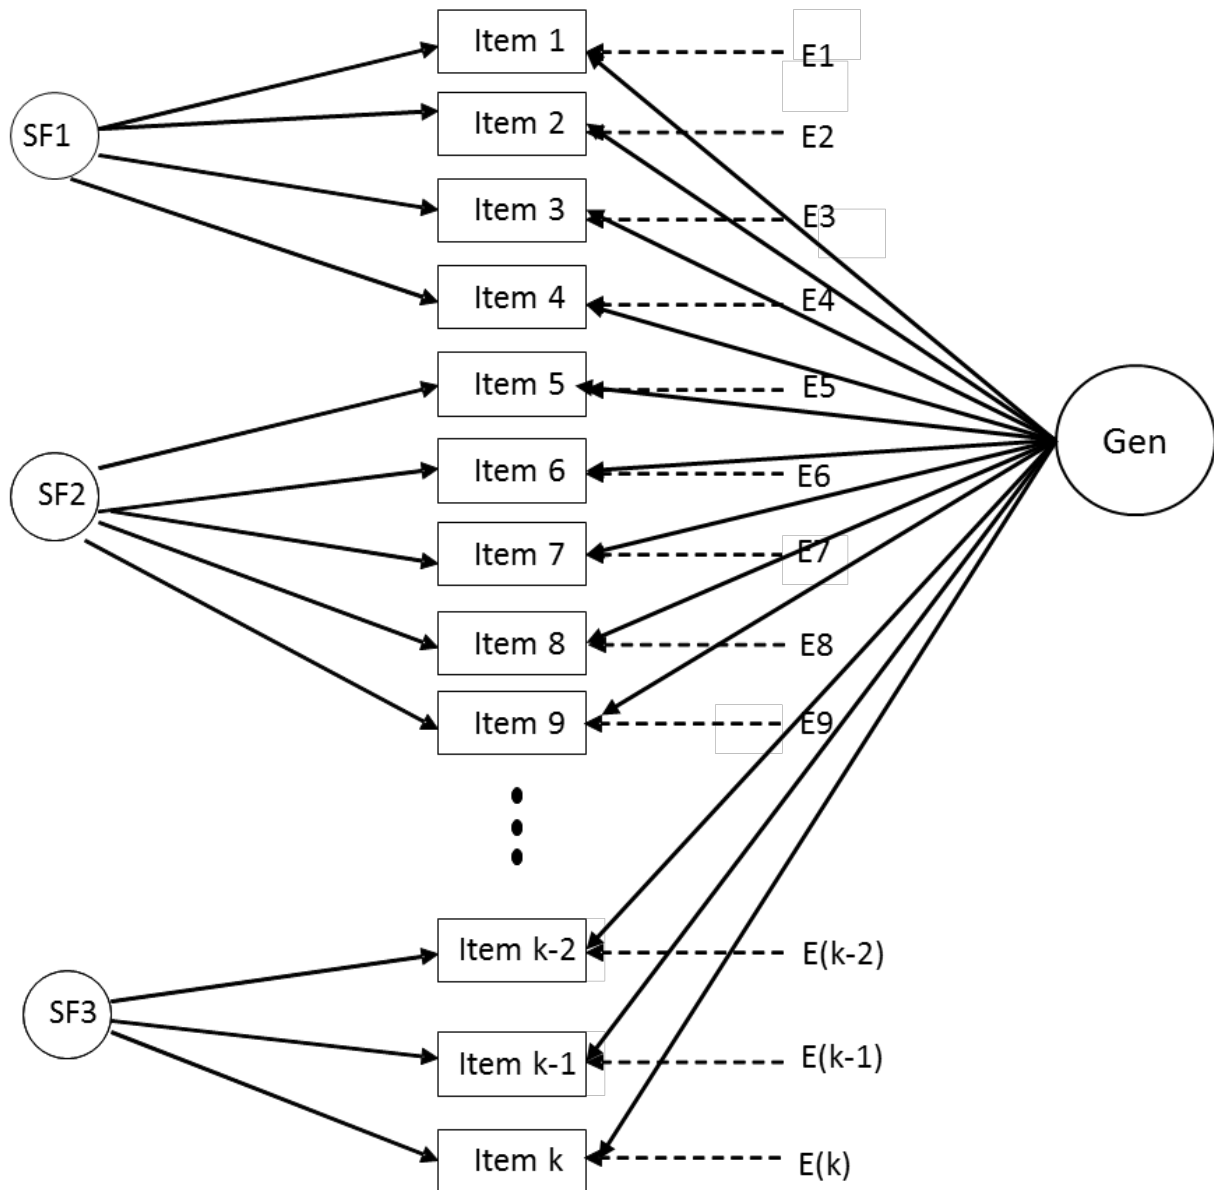 Item 1
E1
SF1
Item 2
E2
Item 3
E3
Item 4
E4
Item 5
E5
Gen
Item 6
E6
SF2
Item 7
E7
Item 8
E8
Item 9
E9
Item k-2
E(k-2)
SF3
Item k-1
E(k-1)
Item k
E(k)